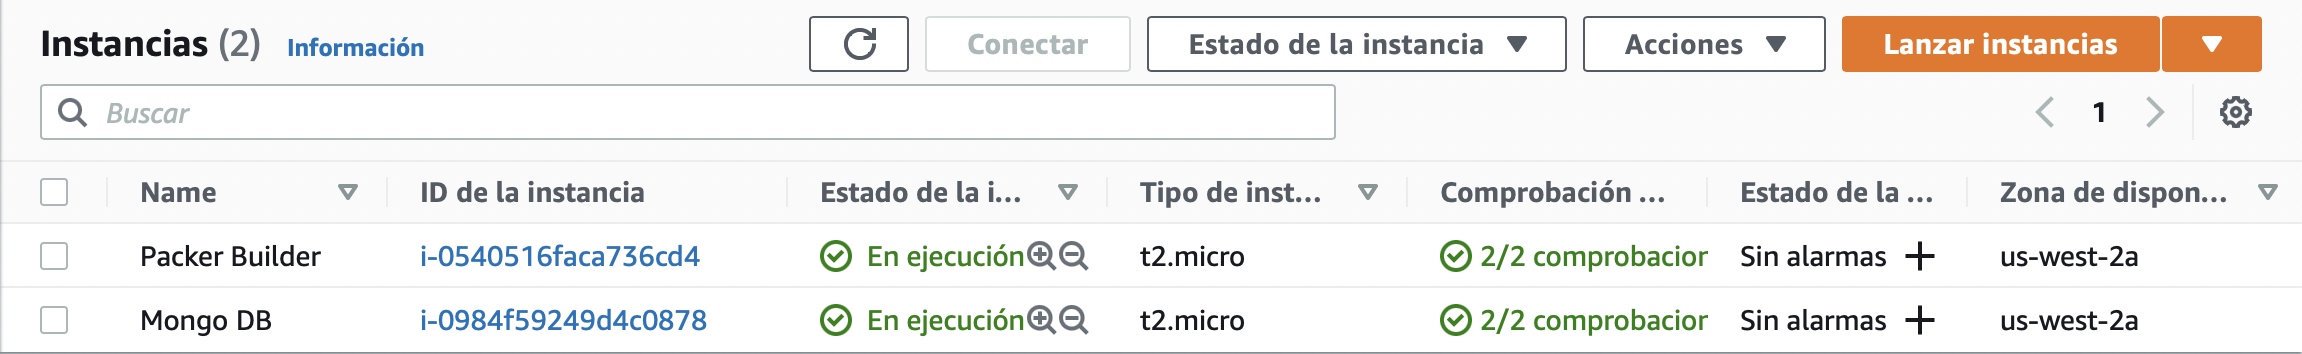 Instancias (2) Información Conectar Estado de la instancia Acciones Lanzar instancias
Buscar 1
Name ID de la instancia Estado de la i... Tipo de inst... Comprobación ... Estado de la ... Zona de dispon...
Packer Builder i-0540516faca736cd4 En ejecución t2.micro 2/2 comprobacior Sin alarmas us-west-2a
Mongo DB i-0984f59249d4c0878 En ejecución t2.micro 2/2 comprobacior Sin alarmas us-west-2a